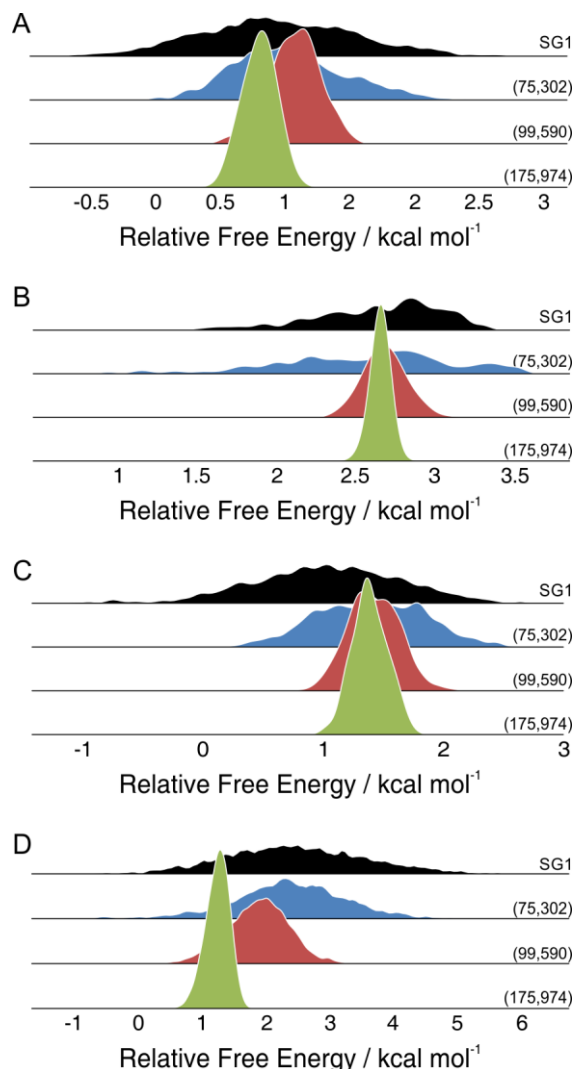 A
SG1
(75,302)
(99,590)
(175,974)
-0.5 0 0.5 1 2 2 2.5 3
Relative Free Energy / kcal mol⁻¹
B
SG1
(75,302)
(99,590)
(175,974)
1 1.5 2 2.5 3 3.5
Relative Free Energy / kcal mol⁻¹
C
SG1
(75,302)
(99,590)
(175,974)
-1 0 1 2 3
Relative Free Energy / kcal mol⁻¹
D
SG1
(75,302)
(99,590)
(175,974)
-1 0 1 2 3 4 5 6
Relative Free Energy / kcal mol⁻¹